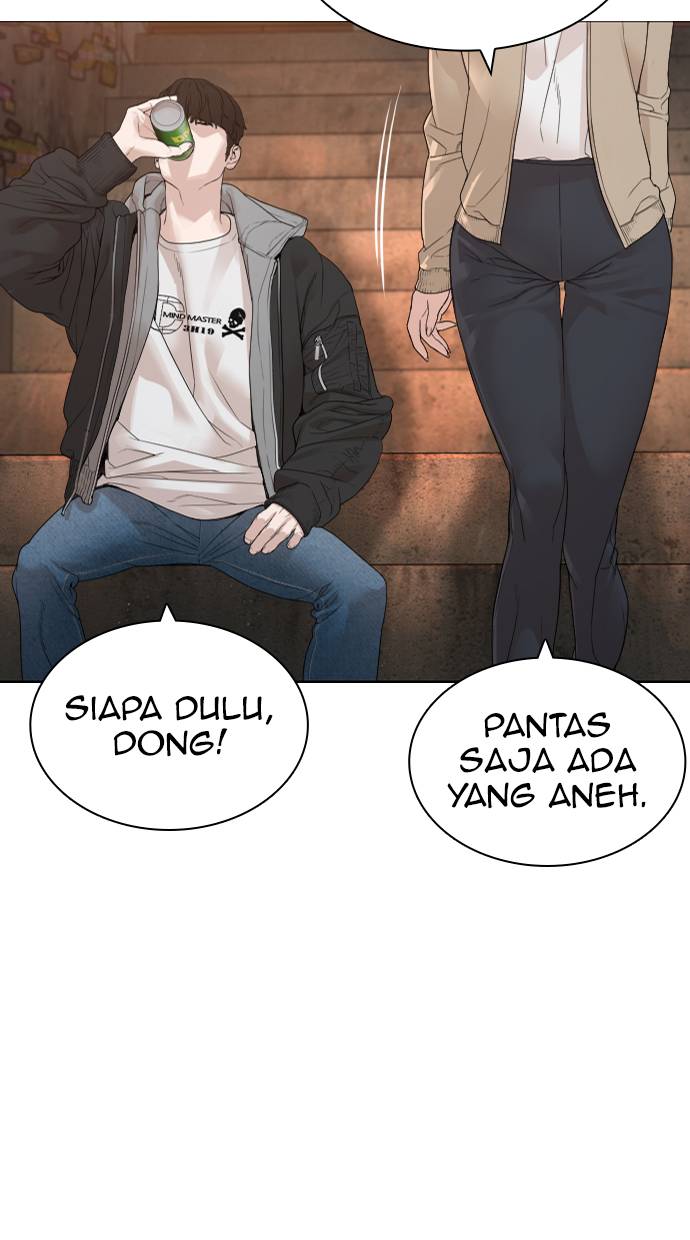 MIND MASTER
3H19
SIAPA DULU,
DONG!
PANTAS
SAJA ADA
YANG ANEH.